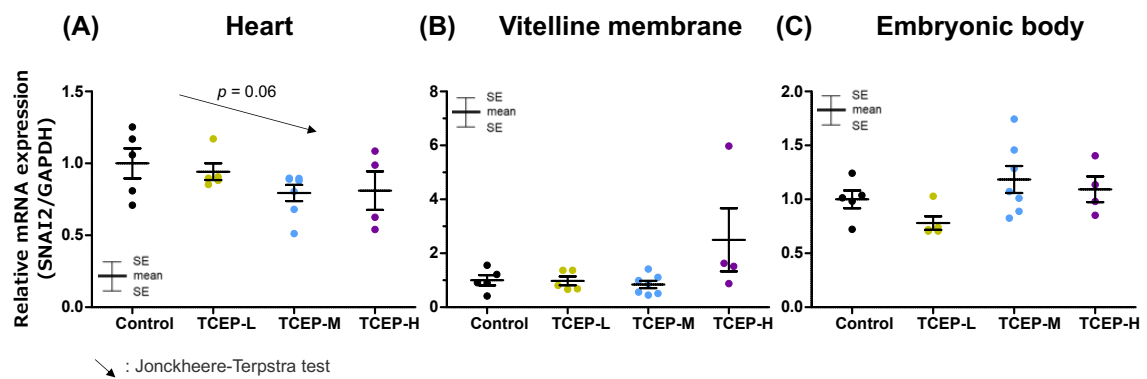 (A) Heart
(B) Vitelline membrane
(C) Embryonic body
Relative mRNA expression
(SNAI2/GAPDH)
1.5
1.0
0.5
0.0
p = 0.06
SE
mean
SE
Control TCEP-L TCEP-M TCEP-H
8
6
4
2
0
SE
mean
SE
Control TCEP-L TCEP-M TCEP-H
2.0
1.5
1.0
0.5
0.0
SE
mean
SE
Control TCEP-L TCEP-M TCEP-H
: Jonckheere-Terpstra test